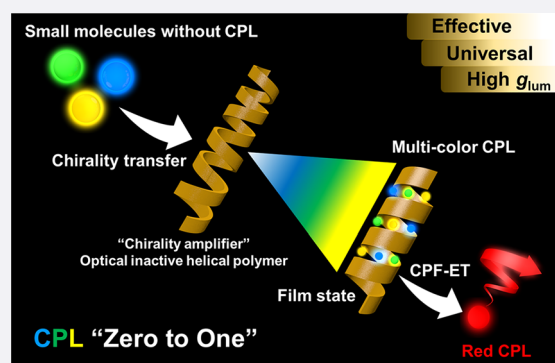 Small molecules without CPL
Effective
Universal
High glum
Chirality transfer
Multi-color CPL
“Chirality amplifier”
Optical inactive helical polymer
CPF-ET
Film state
CPL “Zero to One”
Red CPL